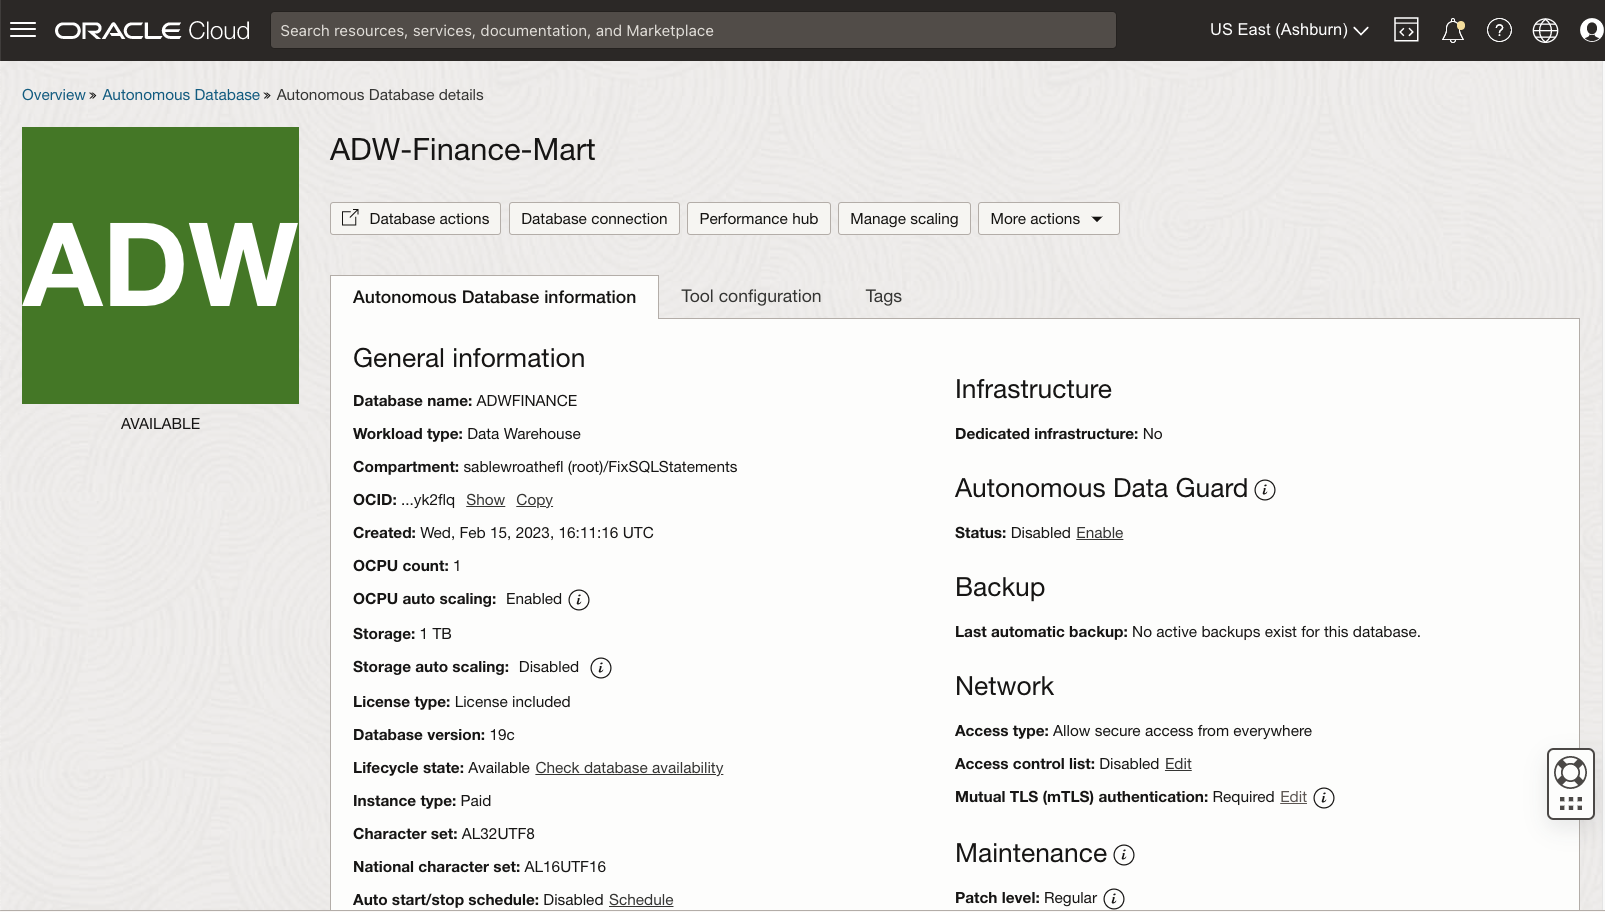 ORACLE Cloud
Search resources, services, documentation, and Marketplace
US East (Ashburn)
Overview » Autonomous Database » Autonomous Database details
ADW
AVAILABLE
ADW-Finance-Mart
Database actions
Database connection
Performance hub
Manage scaling
More actions
Autonomous Database information
Tool configuration
Tags
General information
Database name: ADWFINANCE
Workload type: Data Warehouse
Compartment: sablewroathefl (root)/FixSQLStatements
OCID: ...yk2flq Show Copy
Created: Wed, Feb 15, 2023, 16:11:16 UTC
OCPU count: 1
OCPU auto scaling: Enabled
Storage: 1 TB
Storage auto scaling: Disabled
License type: License included
Database version: 19c
Lifecycle state: Available Check database availability
Instance type: Paid
Character set: AL32UTF8
National character set: AL16UTF16
Auto start/stop schedule: Disabled Schedule
Infrastructure
Dedicated infrastructure: No
Autonomous Data Guard
Status: Disabled Enable
Backup
Last automatic backup: No active backups exist for this database.
Network
Access type: Allow secure access from everywhere
Access control list: Disabled Edit
Mutual TLS (mTLS) authentication: Required Edit
Maintenance
Patch level: Regular